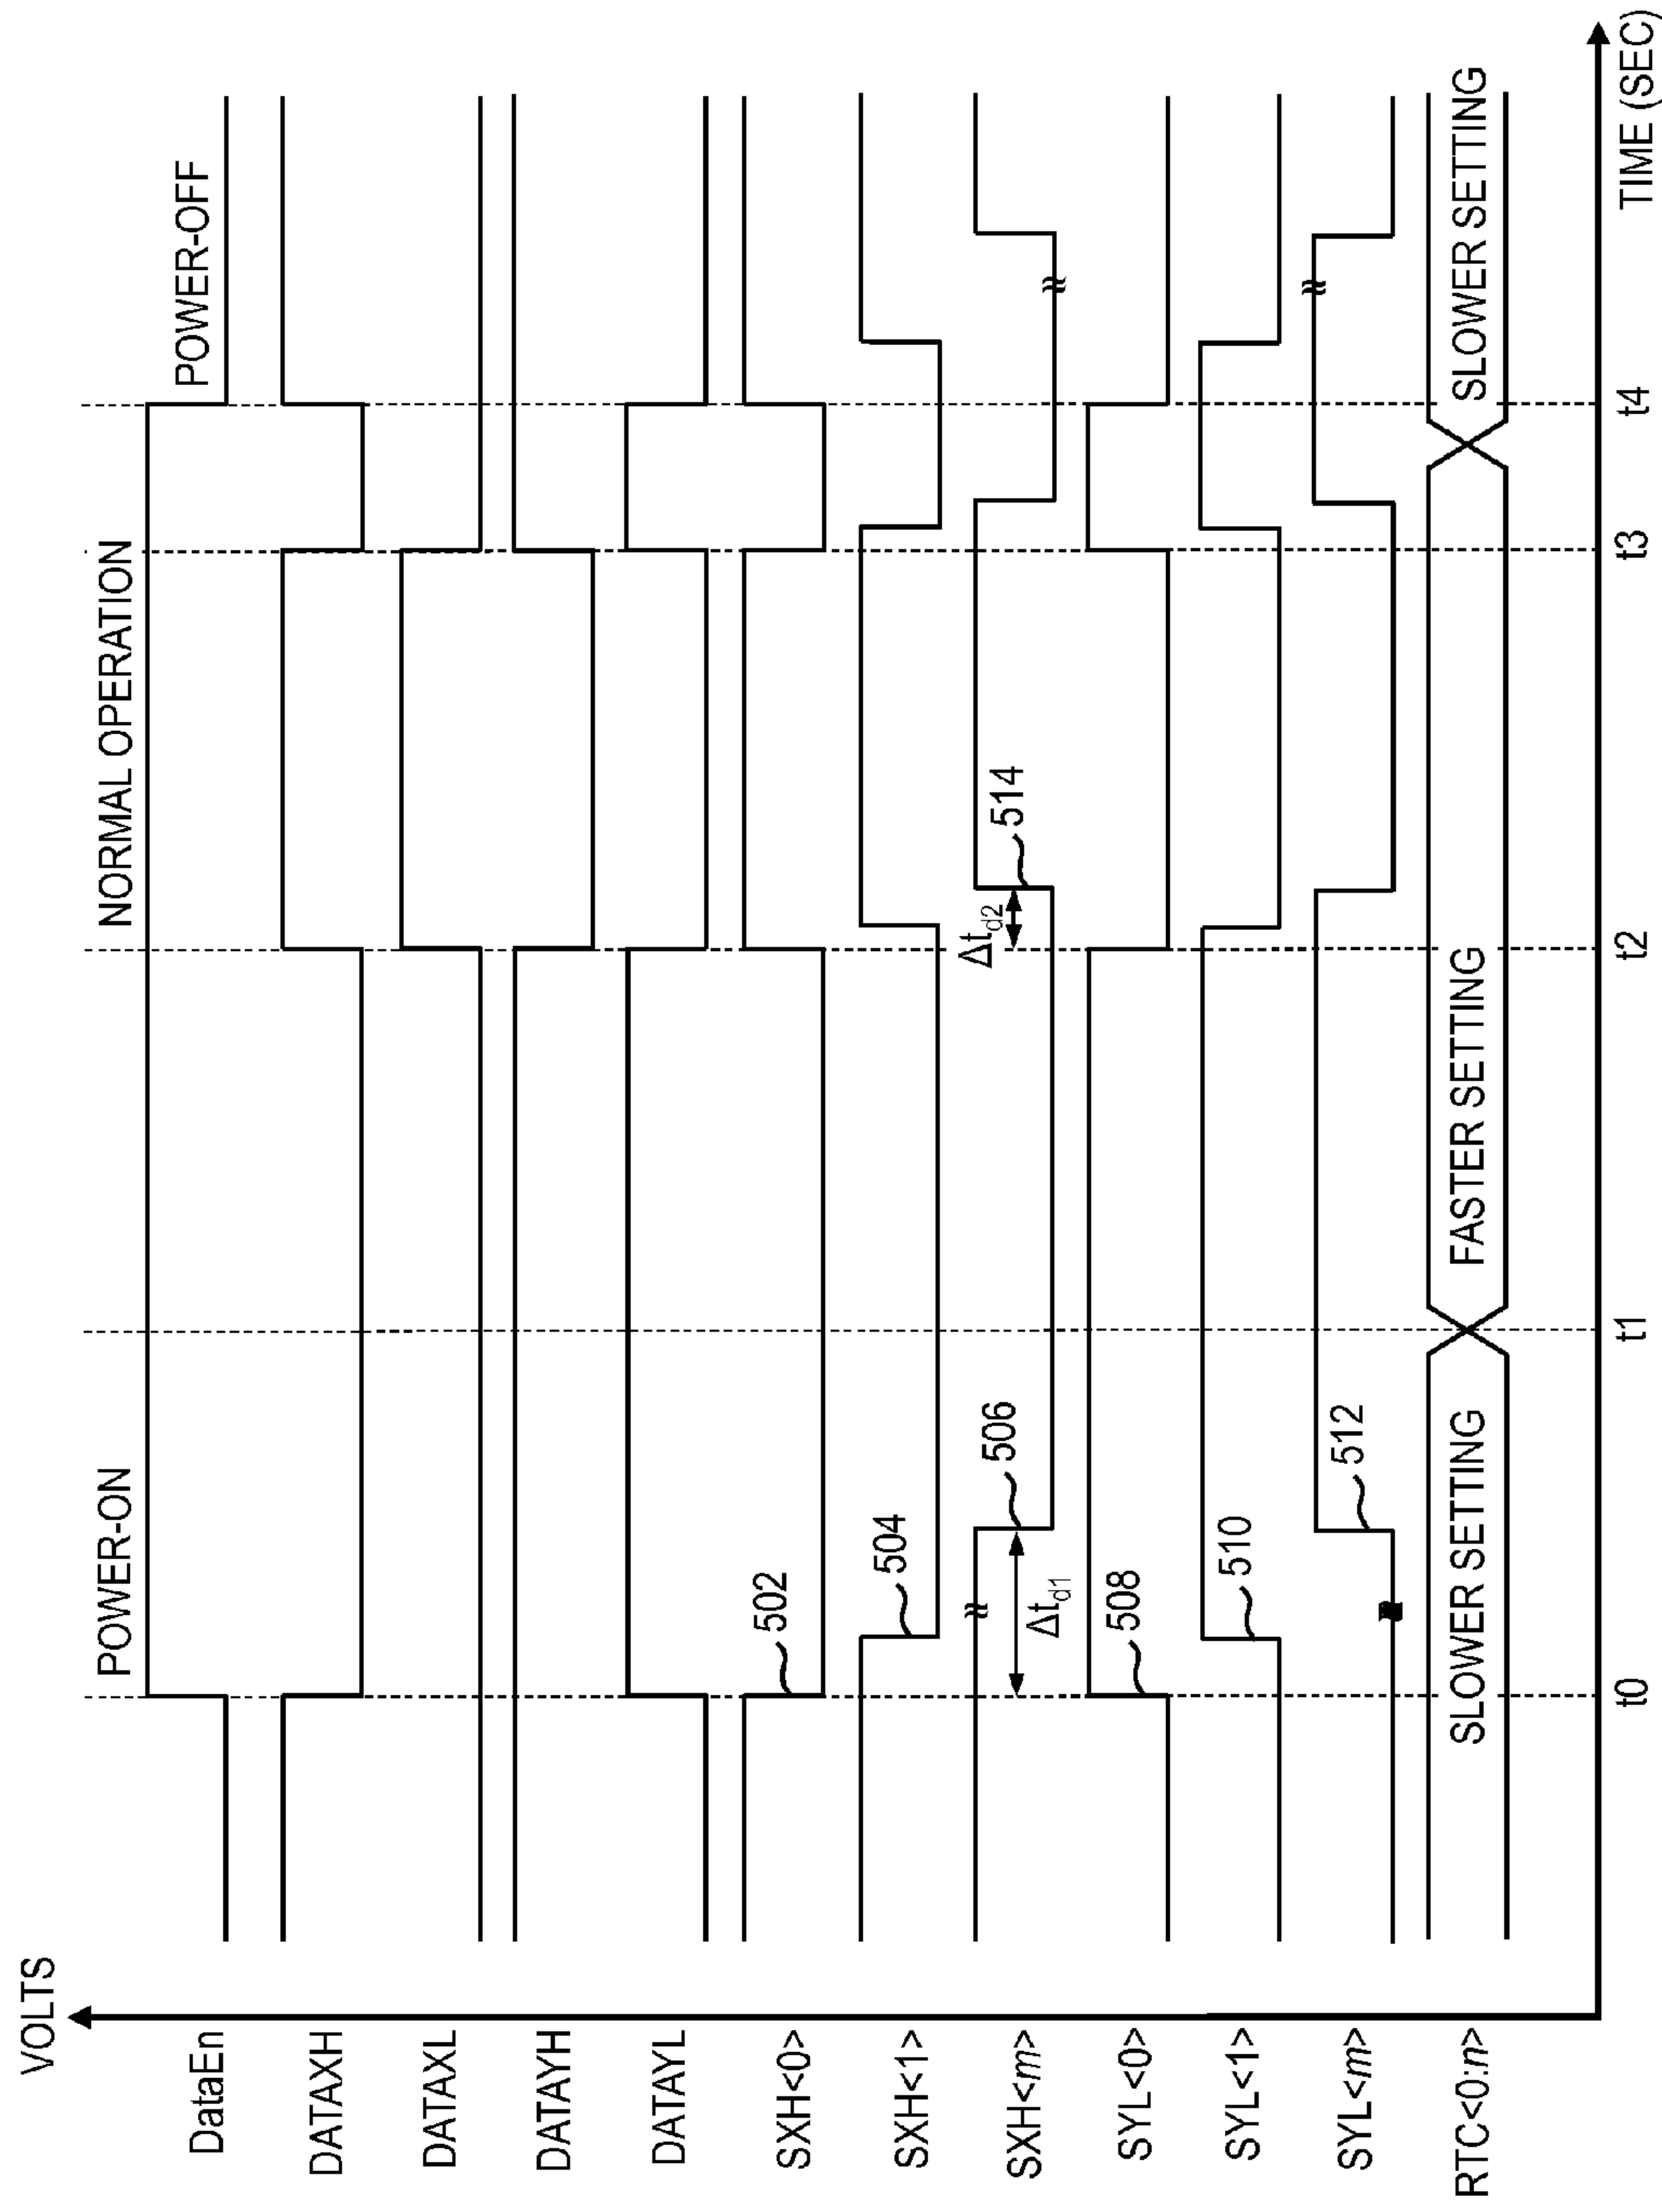 VOLTS
POWER-ON
NORMAL OPERATION
POWER-OFF
DataEn
DATAXH
DATAXL
DATAYH
DATAYL
SXH<0>
502
SXH<1>
504
SXH<m>
506
514
Δtd1
Δtd2
SYL<0>
508
SYL<1>
510
SYL<m>
512
RTC<0:n>
SLOWER SETTING
FASTER SETTING
SLOWER SETTING
t0
t1
t2
t3
t4
TIME (SEC)